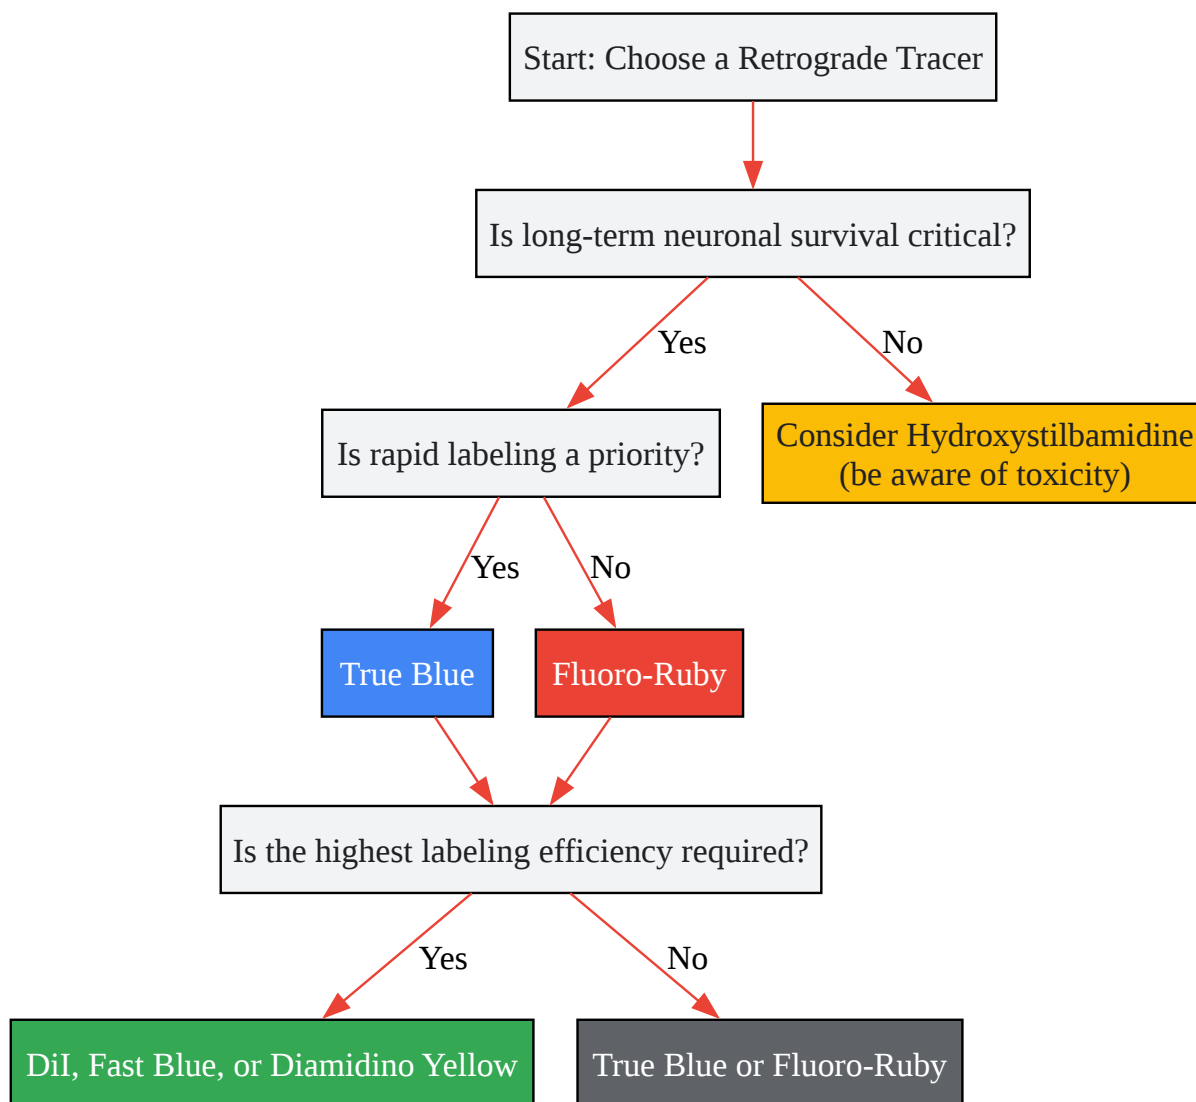 Start: Choose a Retrograde Tracer
Is long-term neuronal survival critical?
Yes
No
Is rapid labeling a priority?
Consider Hydroxystilbamidine
(be aware of toxicity)
Yes
No
True Blue
Fluoro-Ruby
Is the highest labeling efficiency required?
Yes
No
DiI, Fast Blue, or Diamidino Yellow
True Blue or Fluoro-Ruby